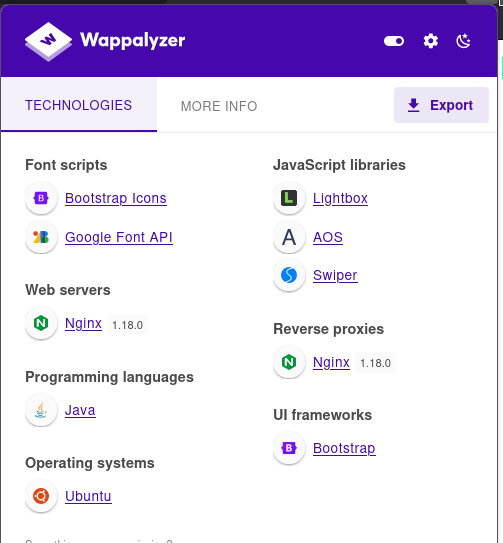 Wappalyzer
TECHNOLOGIES
MORE INFO
Export
Font scripts
Bootstrap Icons
Google Font API
Web servers
Nginx 1.18.0
Programming languages
Java
Operating systems
Ubuntu
JavaScript libraries
Lightbox
AOS
Swiper
Reverse proxies
Nginx 1.18.0
UI frameworks
Bootstrap